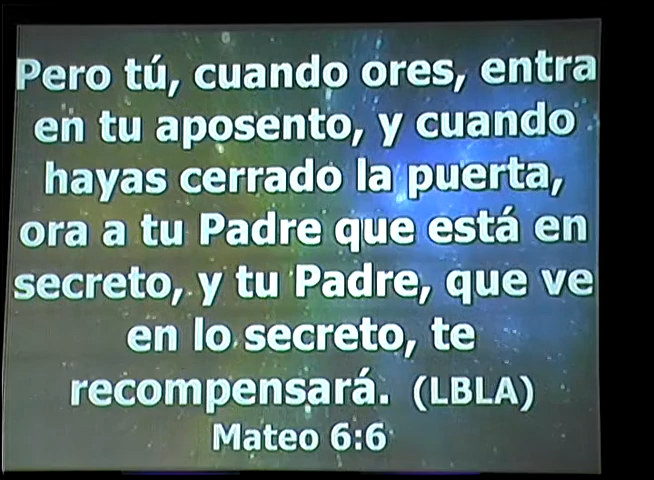 Pero tú, cuando ores, entra
en tu aposento, y cuando
hayas cerrado la puerta,
ora a tu Padre que está en
secreto, y tu Padre, que ve
en lo secreto, te
recompensará. (LBLA)
Mateo 6:6